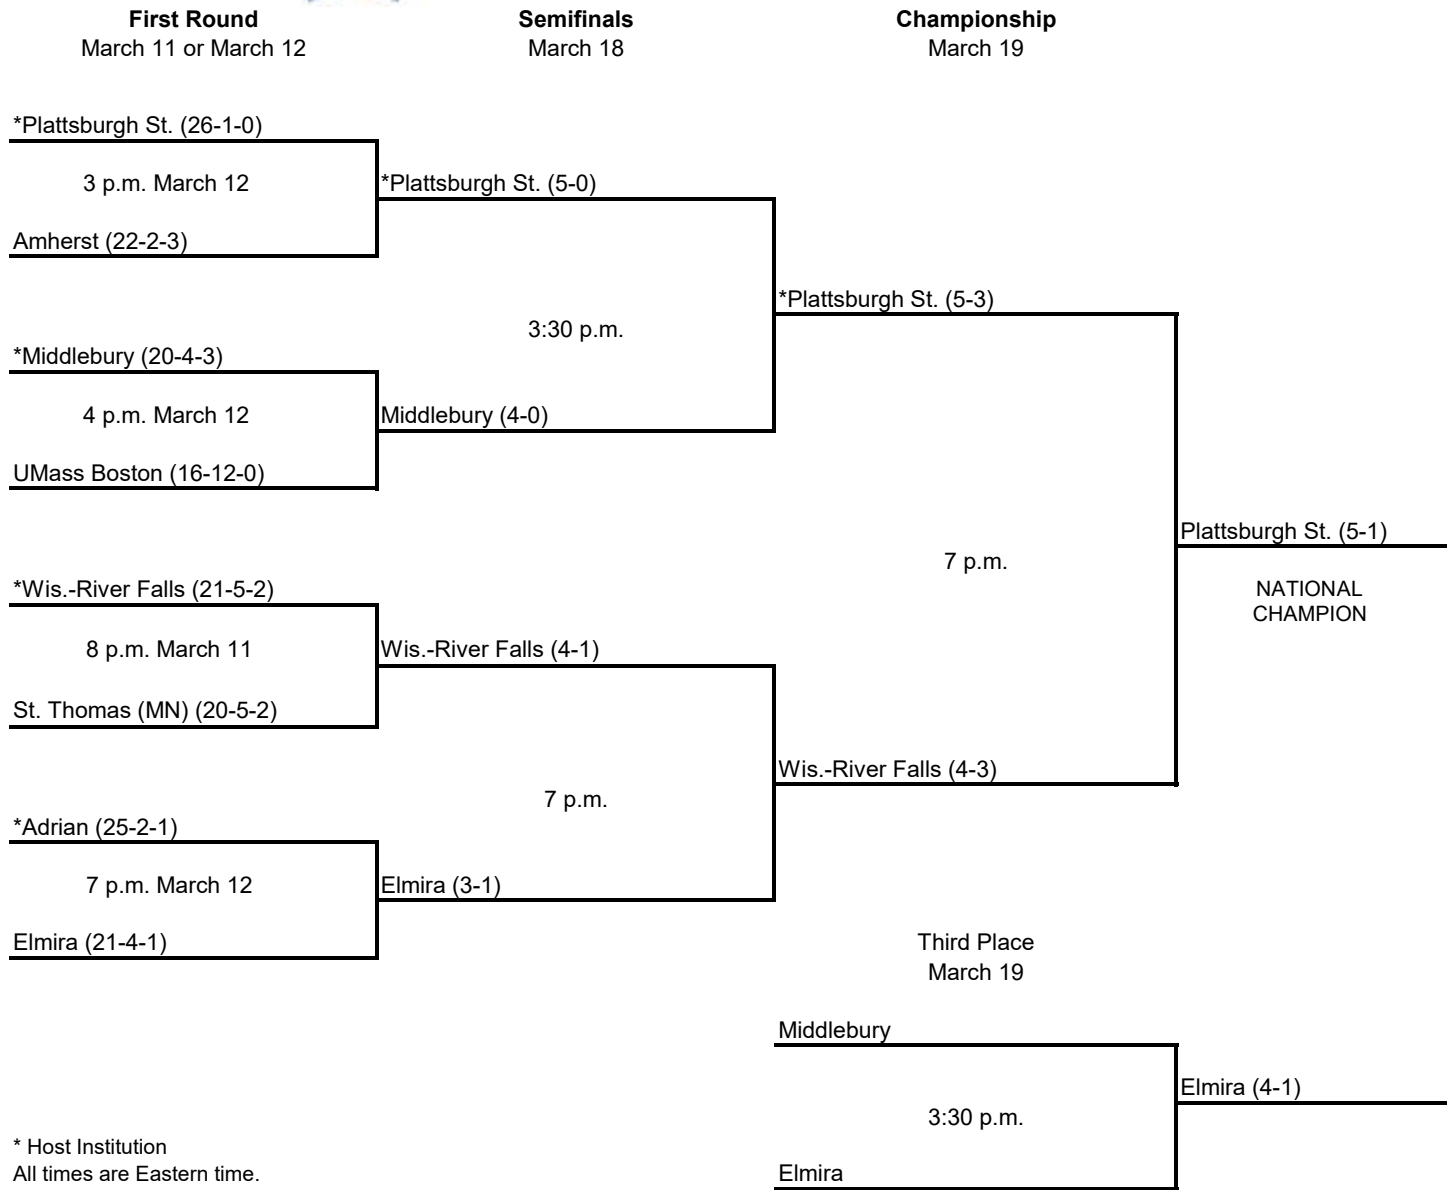 First Round
March 11 or March 12
Semifinals
March 18
Championship
March 19
*Plattsburgh St. (26-1-0)
3 p.m. March 12
Amherst (22-2-3)
*Middlebury (20-4-3)
4 p.m. March 12
UMass Boston (16-12-0)
*Wis.-River Falls (21-5-2)
8 p.m. March 11
St. Thomas (MN) (20-5-2)
*Adrian (25-2-1)
7 p.m. March 12
Elmira (21-4-1)
*Plattsburgh St. (5-0)
3:30 p.m.
Middlebury (4-0)
Wis.-River Falls (4-1)
7 p.m.
Elmira (3-1)
*Plattsburgh St. (5-3)
7 p.m.
Wis.-River Falls (4-3)
Plattsburgh St. (5-1)
NATIONAL
CHAMPION
Third Place
March 19
Middlebury
3:30 p.m.
Elmira
Elmira (4-1)
* Host Institution
All times are Eastern time.